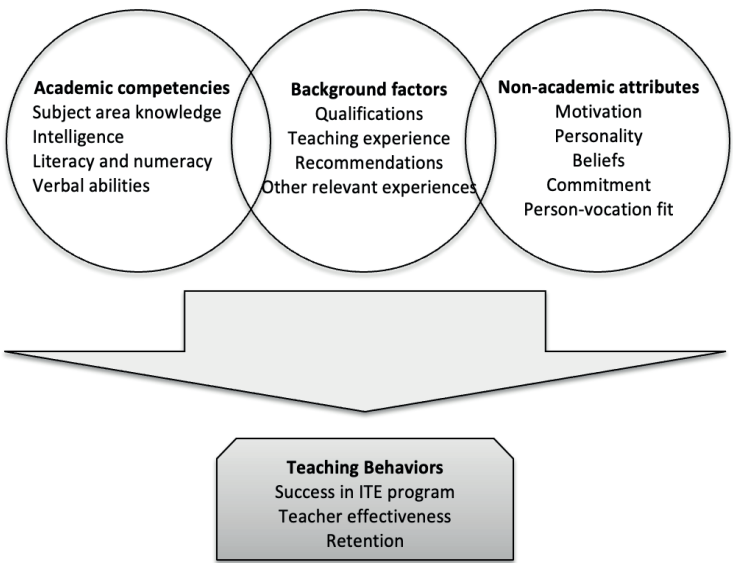 Academic competencies
Subject area knowledge
Intelligence
Literacy and numeracy
Verbal abilities
Background factors
Qualifications
Teaching experience
Recommendations
Other relevant experiences
Non-academic attributes
Motivation
Personality
Beliefs
Commitment
Person-vocation fit
Teaching Behaviors
Success in ITE program
Teacher effectiveness
Retention